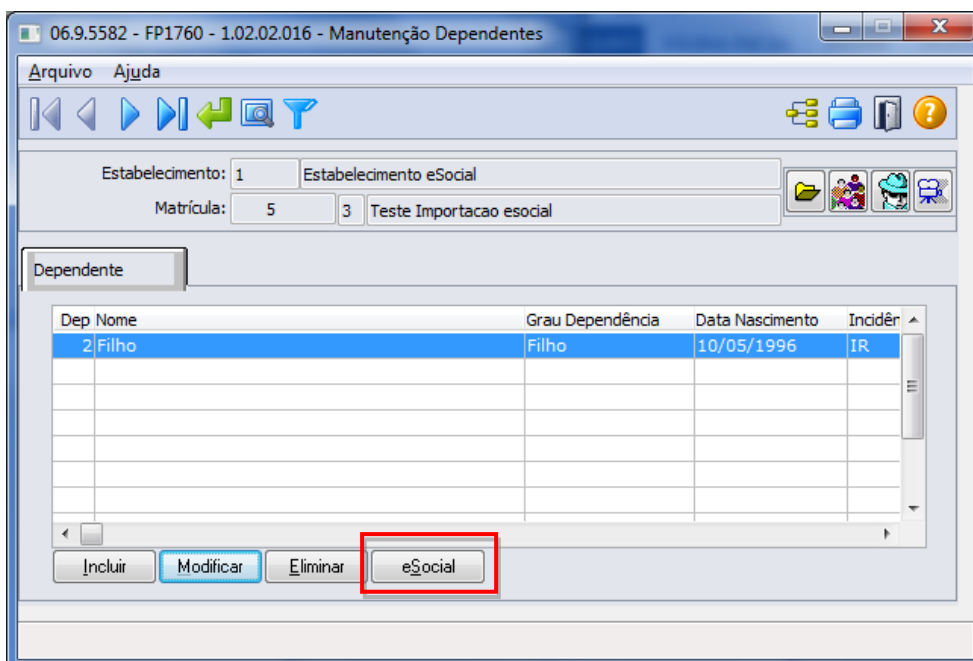 06.9.5582 - FP1760 - 1.02.02.016 - Manutenção Dependentes
Arquivo Ajuda
Estabelecimento: 1 Estabelecimento eSocial
Matrícula: 5 3 Teste Importacao esocial
Dependente
Dep Nome Grau Dependência Data Nascimento Incidên
2 Filho Filho 10/05/1996 IR
Incluir Modificar Eliminar eSocial